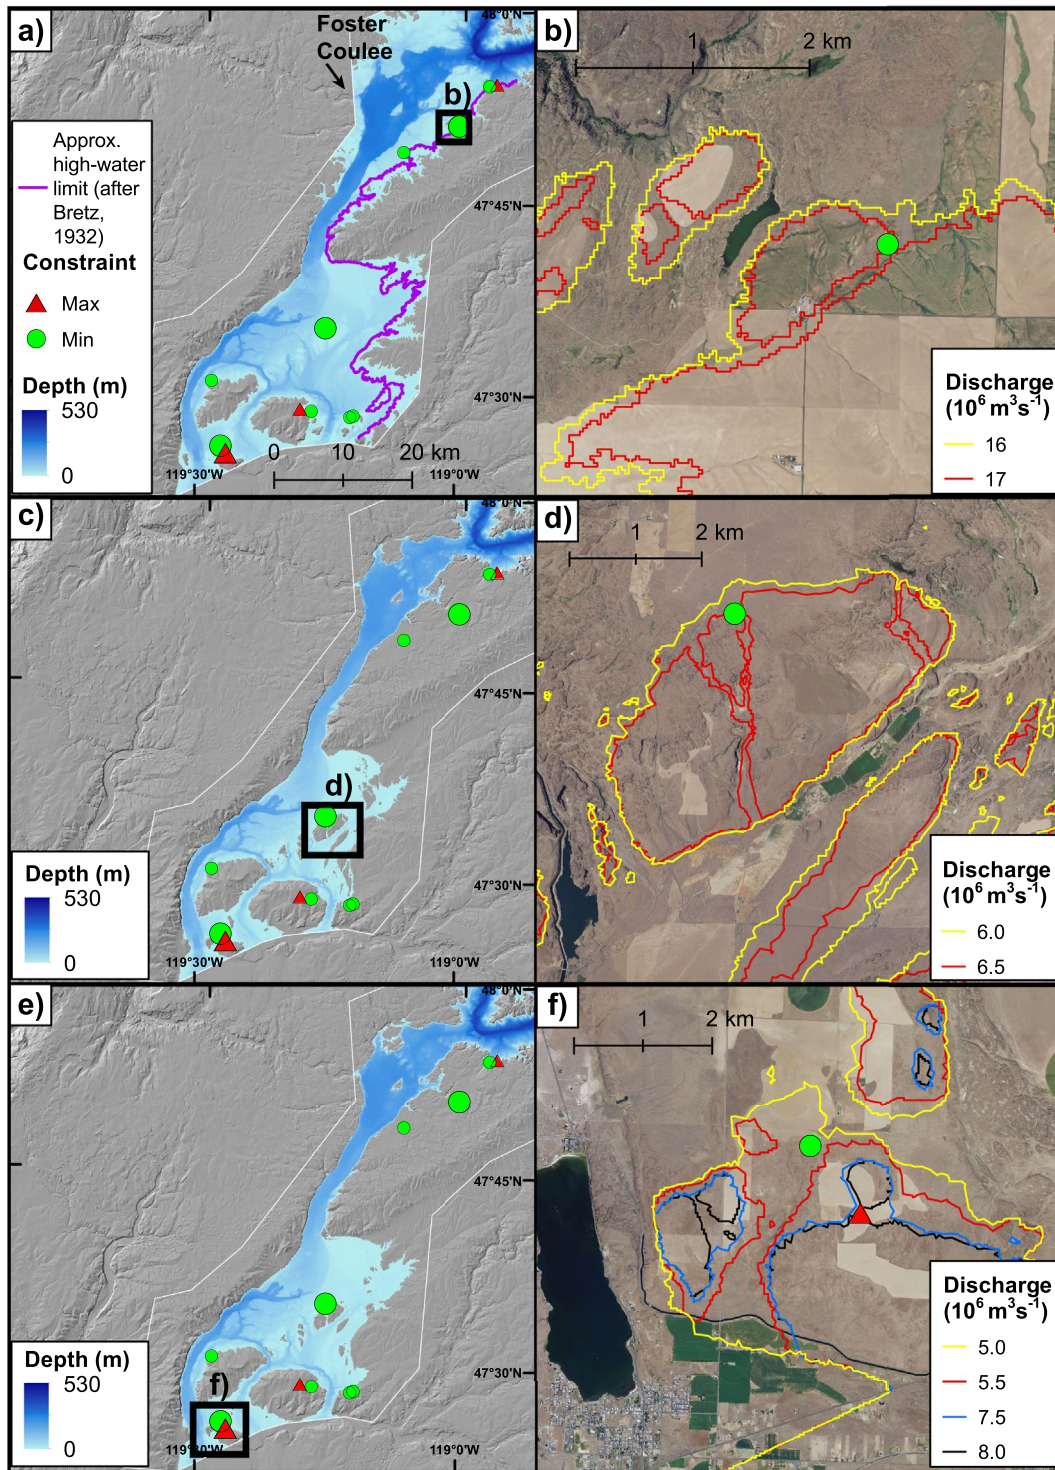 a)
Foster
Coulee
b)
48°0'N
47°45'N
47°30'N
Approx.
high-water
limit (after
Bretz,
1932)
Constraint
Max
Min
Depth (m)
530
0
0 10 20 km
119°30'W
119°0'W
b)
1 2 km
Discharge
(10⁶ m³s⁻¹)
16
17
c)
48°0'N
47°45'N
47°30'N
d)
Depth (m)
530
0
119°30'W
119°0'W
d)
1 2 km
Discharge
(10⁶ m³s⁻¹)
6.0
6.5
e)
48°0'N
47°45'N
47°30'N
f)
Depth (m)
530
0
119°30'W
119°0'W
f)
1 2 km
Discharge
(10⁶ m³s⁻¹)
5.0
5.5
7.5
8.0